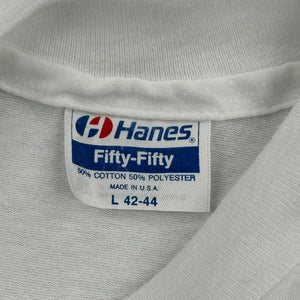 Hanes
Fifty-Fifty
50% COTTON 50% POLYESTER
MADE IN U.S.A.
L 42-44